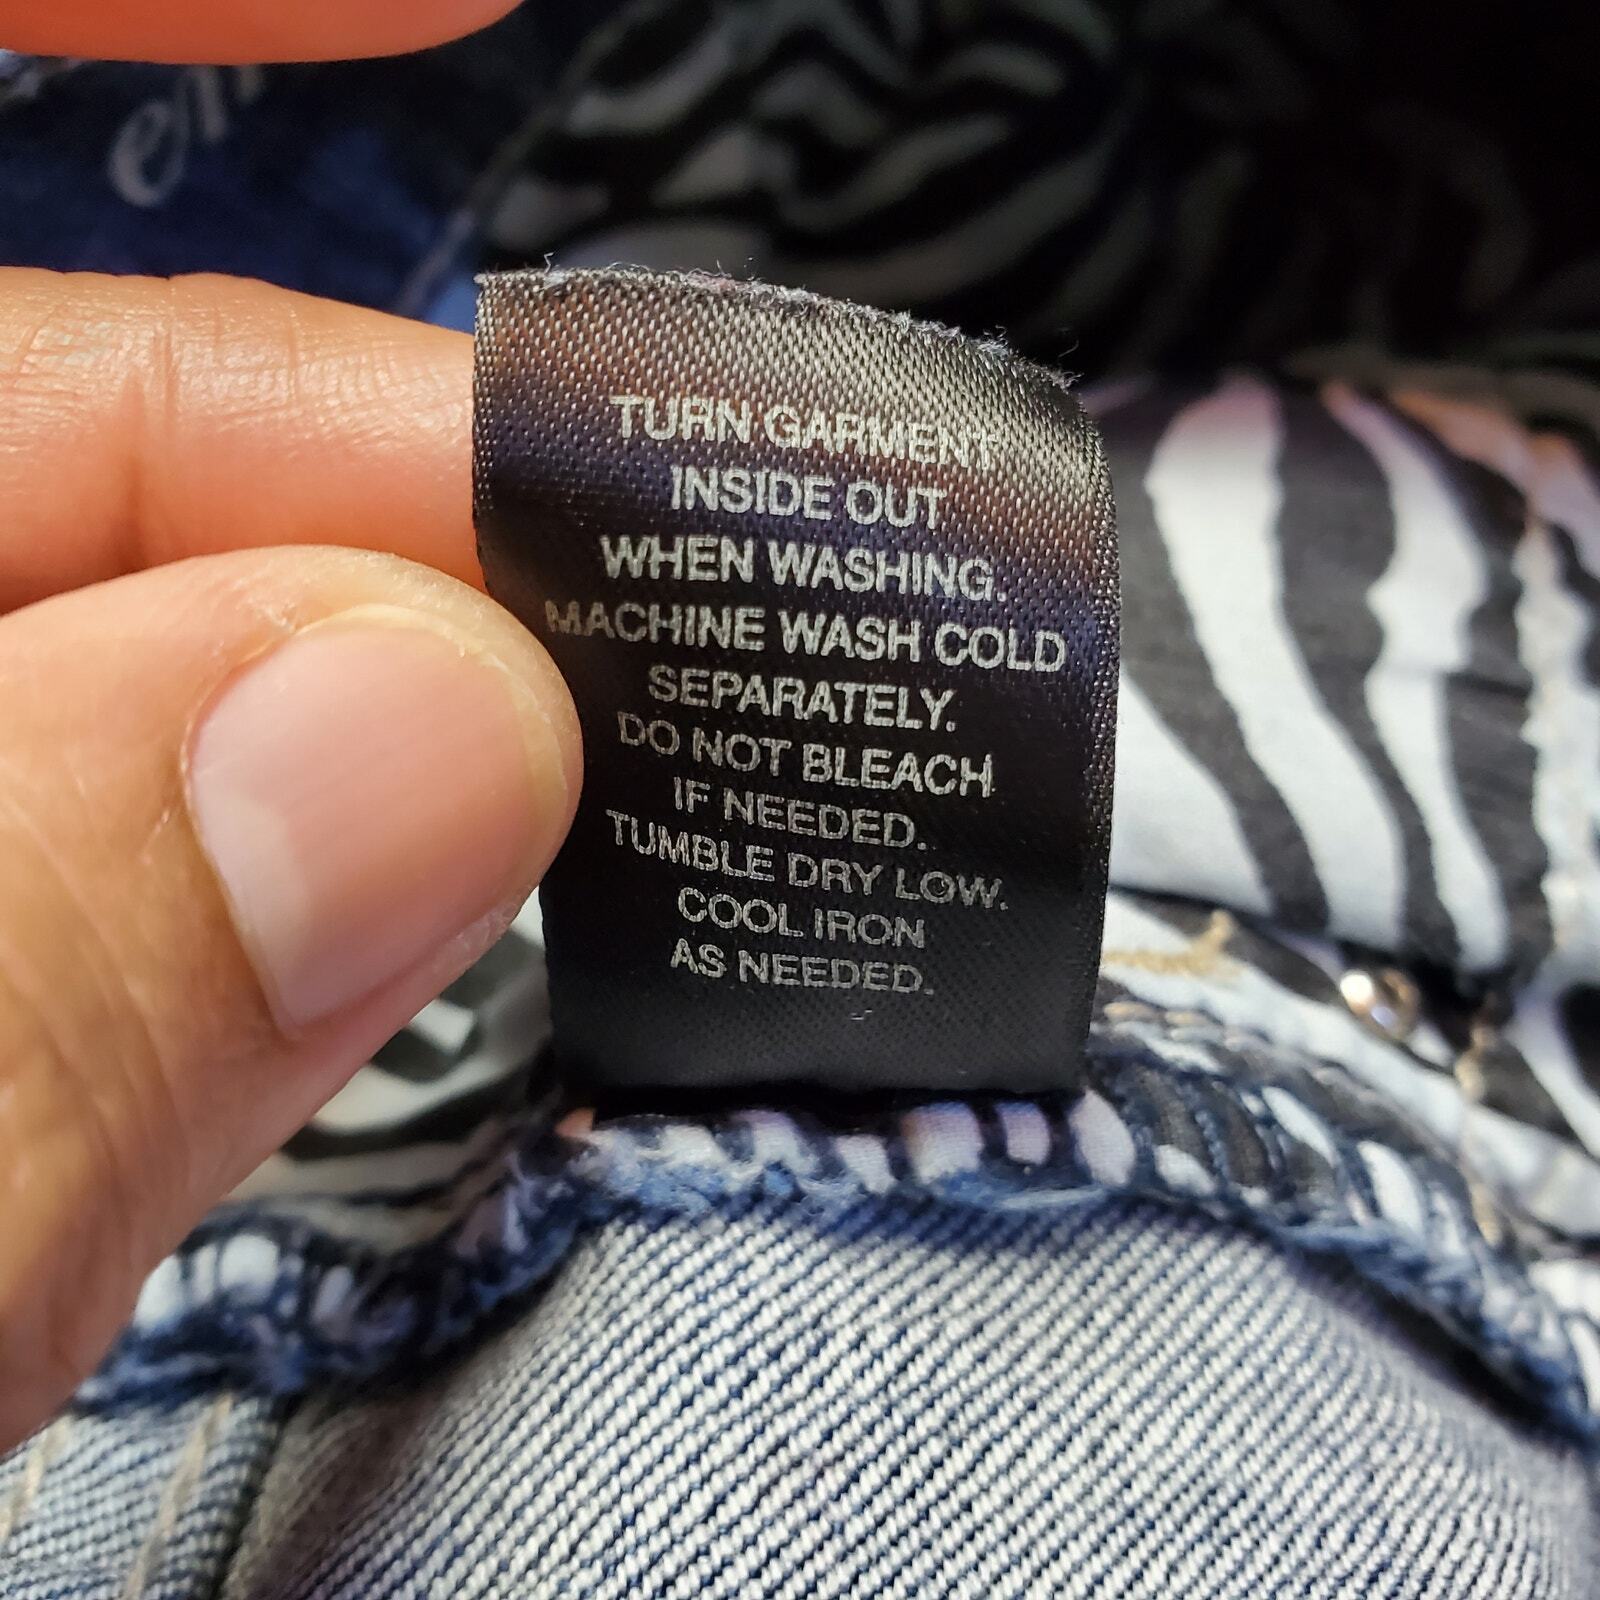 TURN GARMENT
INSIDE OUT
WHEN WASHING.
MACHINE WASH COLD
SEPARATELY.
DO NOT BLEACH
IF NEEDED.
TUMBLE DRY LOW.
COOL IRON
AS NEEDED.